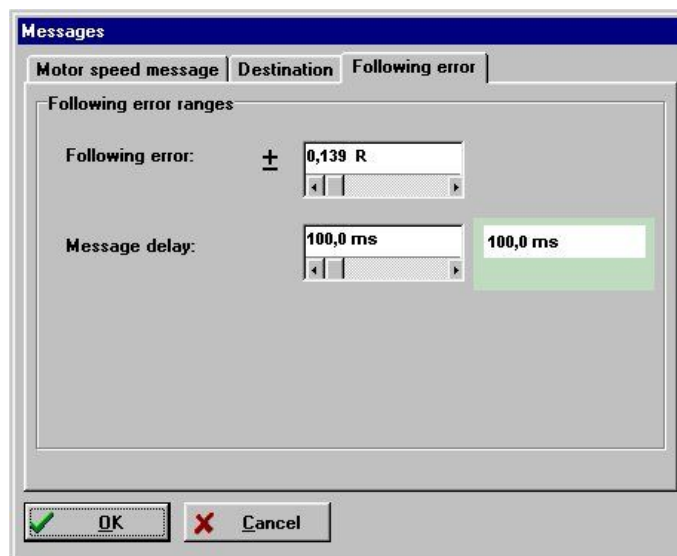 Messages
Motor speed message Destination Following error
Following error ranges
Following error: ± 0,139 R
Message delay: 100,0 ms 100,0 ms
OK Cancel